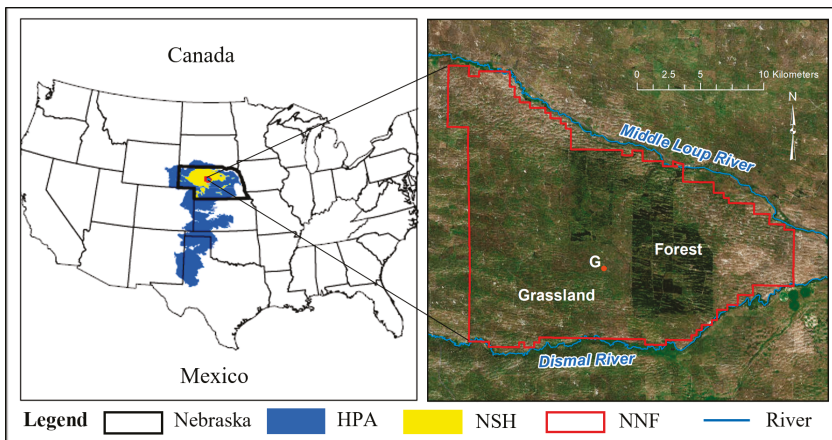 Canada
Mexico
0 2.5 5 10 Kilometers
N
Middle Loup River
Forest
G
Grassland
Dismal River
Legend Nebraska HPA NSH NNF River